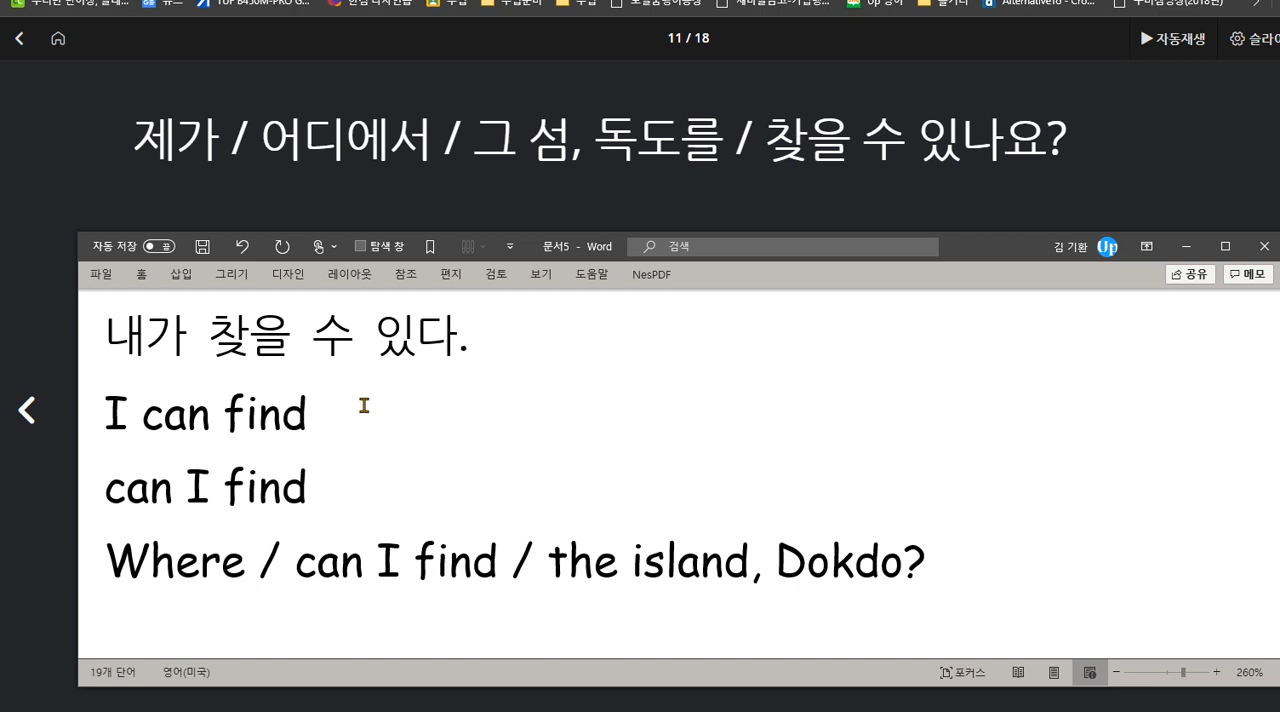 11 / 18
자동재생
제가 / 어디에서 / 그 섬, 독도를 / 찾을 수 있나요?
자동 저장 끔 탐색 창 문서5 - Word 검색 김 기환 Up
파일 홈 삽입 그리기 디자인 레이아웃 참조 편지 검토 보기 도움말 NesPDF 공유 메모
내가 찾을 수 있다.
I can find
can I find
Where / can I find / the island, Dokdo?
19개 단어 영어(미국) 포커스 260%